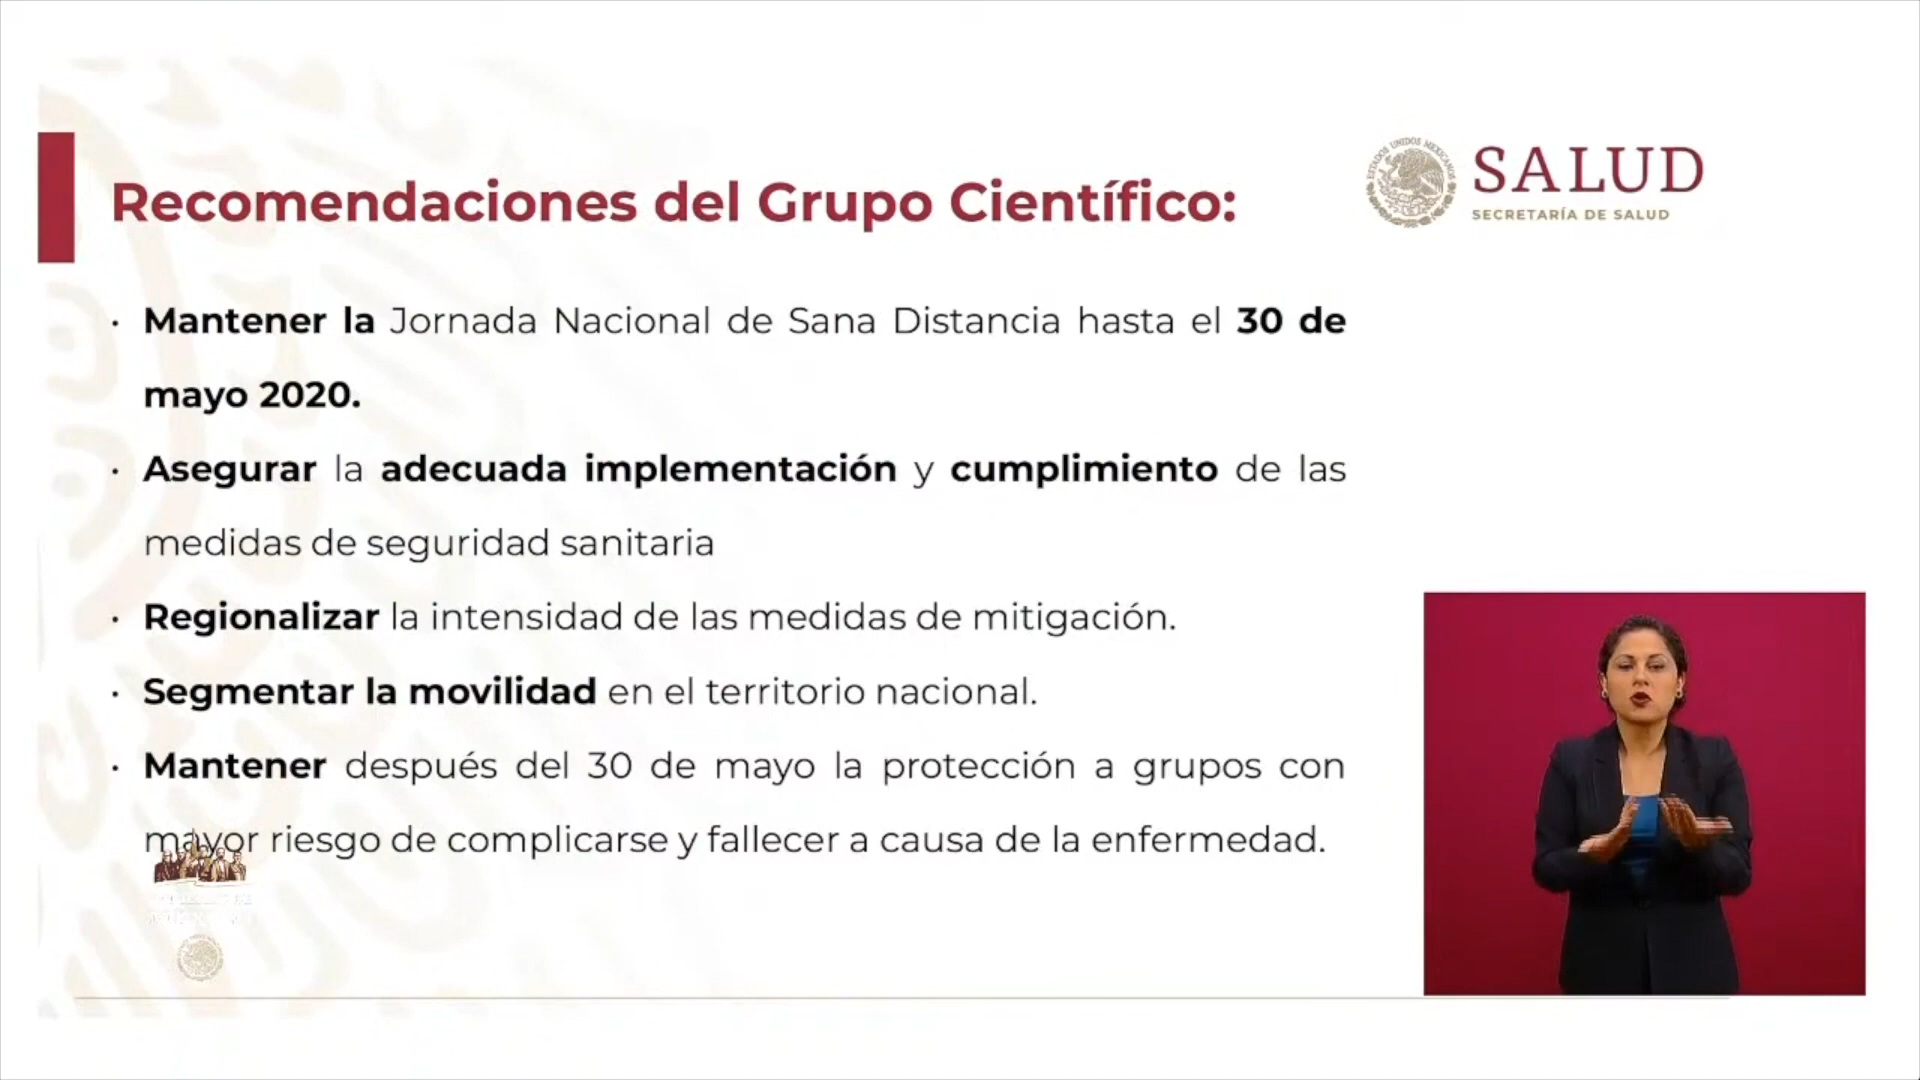 Recomendaciones del Grupo Científico:
ESTADOS UNIDOS MEXICANOS
SALUD
SECRETARÍA DE SALUD
· Mantener la Jornada Nacional de Sana Distancia hasta el 30 de
mayo 2020.
· Asegurar la adecuada implementación y cumplimiento de las
medidas de seguridad sanitaria
· Regionalizar la intensidad de las medidas de mitigación.
· Segmentar la movilidad en el territorio nacional.
· Mantener después del 30 de mayo la protección a grupos con
mayor riesgo de complicarse y fallecer a causa de la enfermedad.